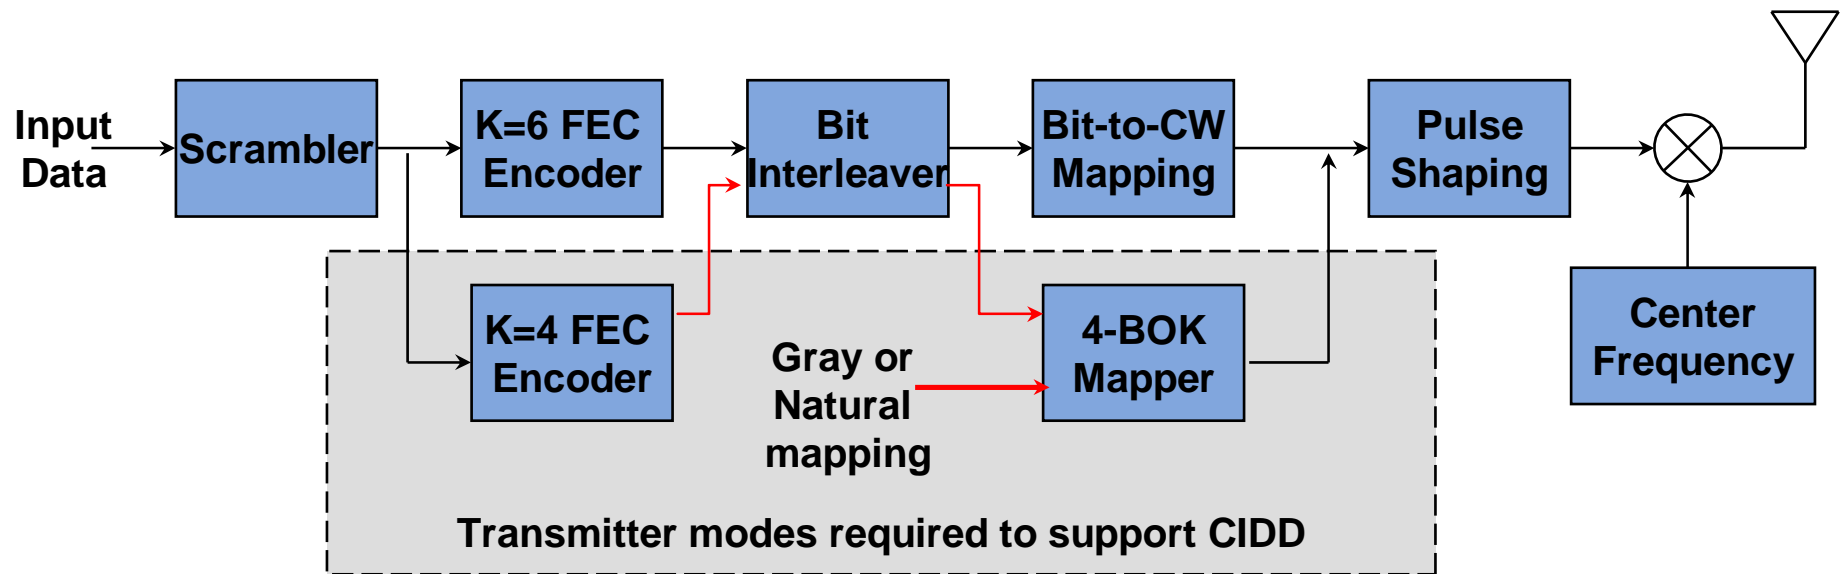 Input
Data
Scrambler
K=6 FEC
Encoder
Bit
Interleaver
Bit-to-CW
Mapping
Pulse
Shaping
K=4 FEC
Encoder
Gray or
Natural
mapping
4-BOK
Mapper
Center
Frequency
Transmitter modes required to support CIDD